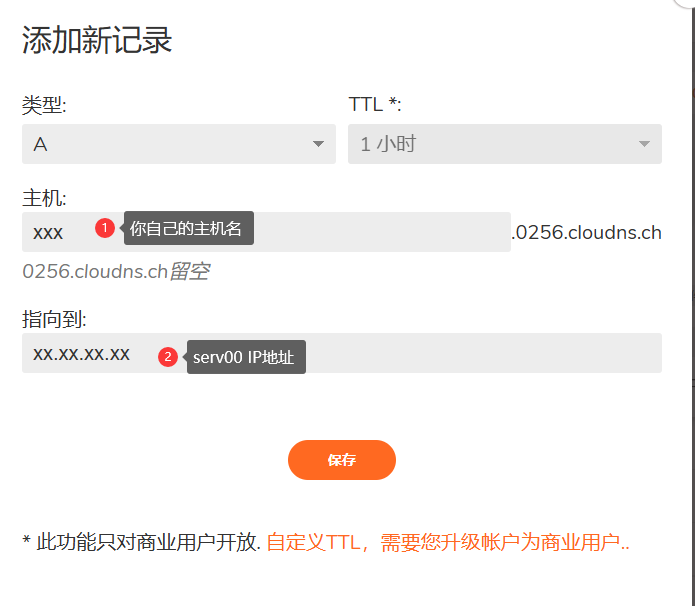 添加新记录
类型:
TTL *:
A
1 小时
主机:
xxx
1
你自己的主机名
.0256.cloudns.ch
0256.cloudns.ch留空
指向到:
xx.xx.xx.xx
2
serv00 IP地址
保存
* 此功能只对商业用户开放. 自定义TTL，需要您升级帐户为商业用户..